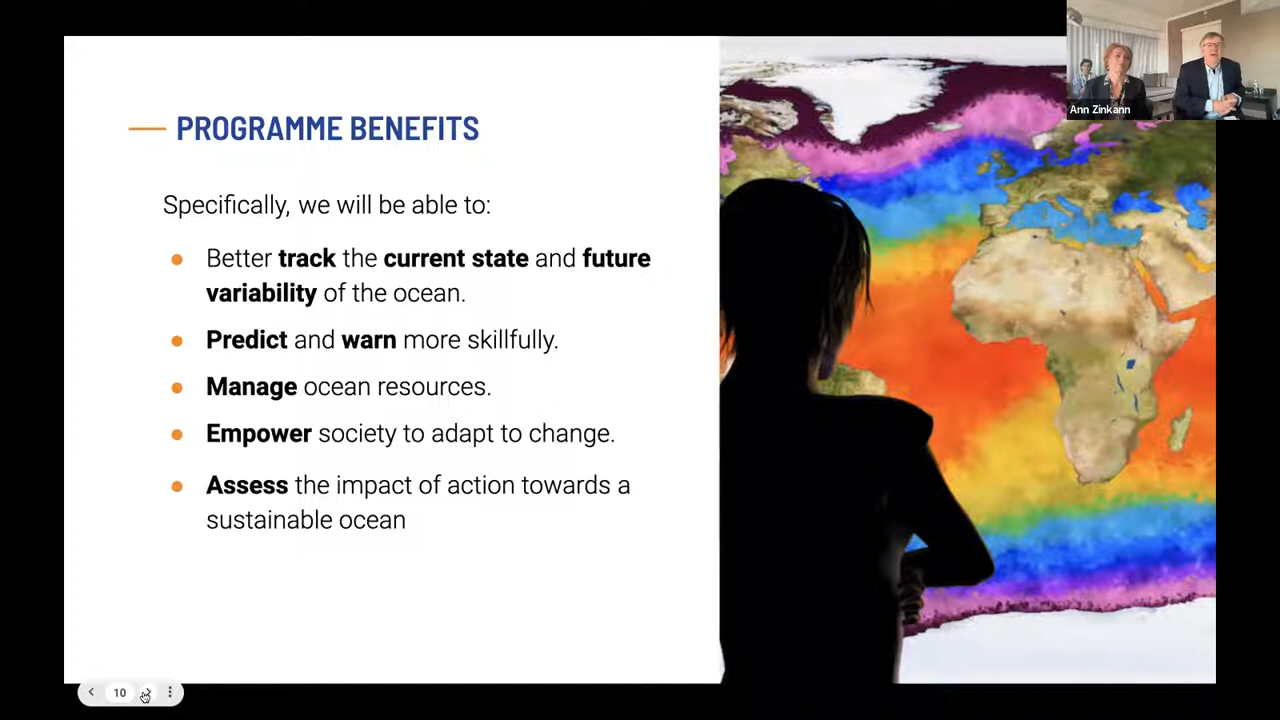 PROGRAMME BENEFITS
Specifically, we will be able to:
Better track the current state and future
variability of the ocean.
Predict and warn more skillfully.
Manage ocean resources.
Empower society to adapt to change.
Assess the impact of action towards a
sustainable ocean
Ann Zinkann
10